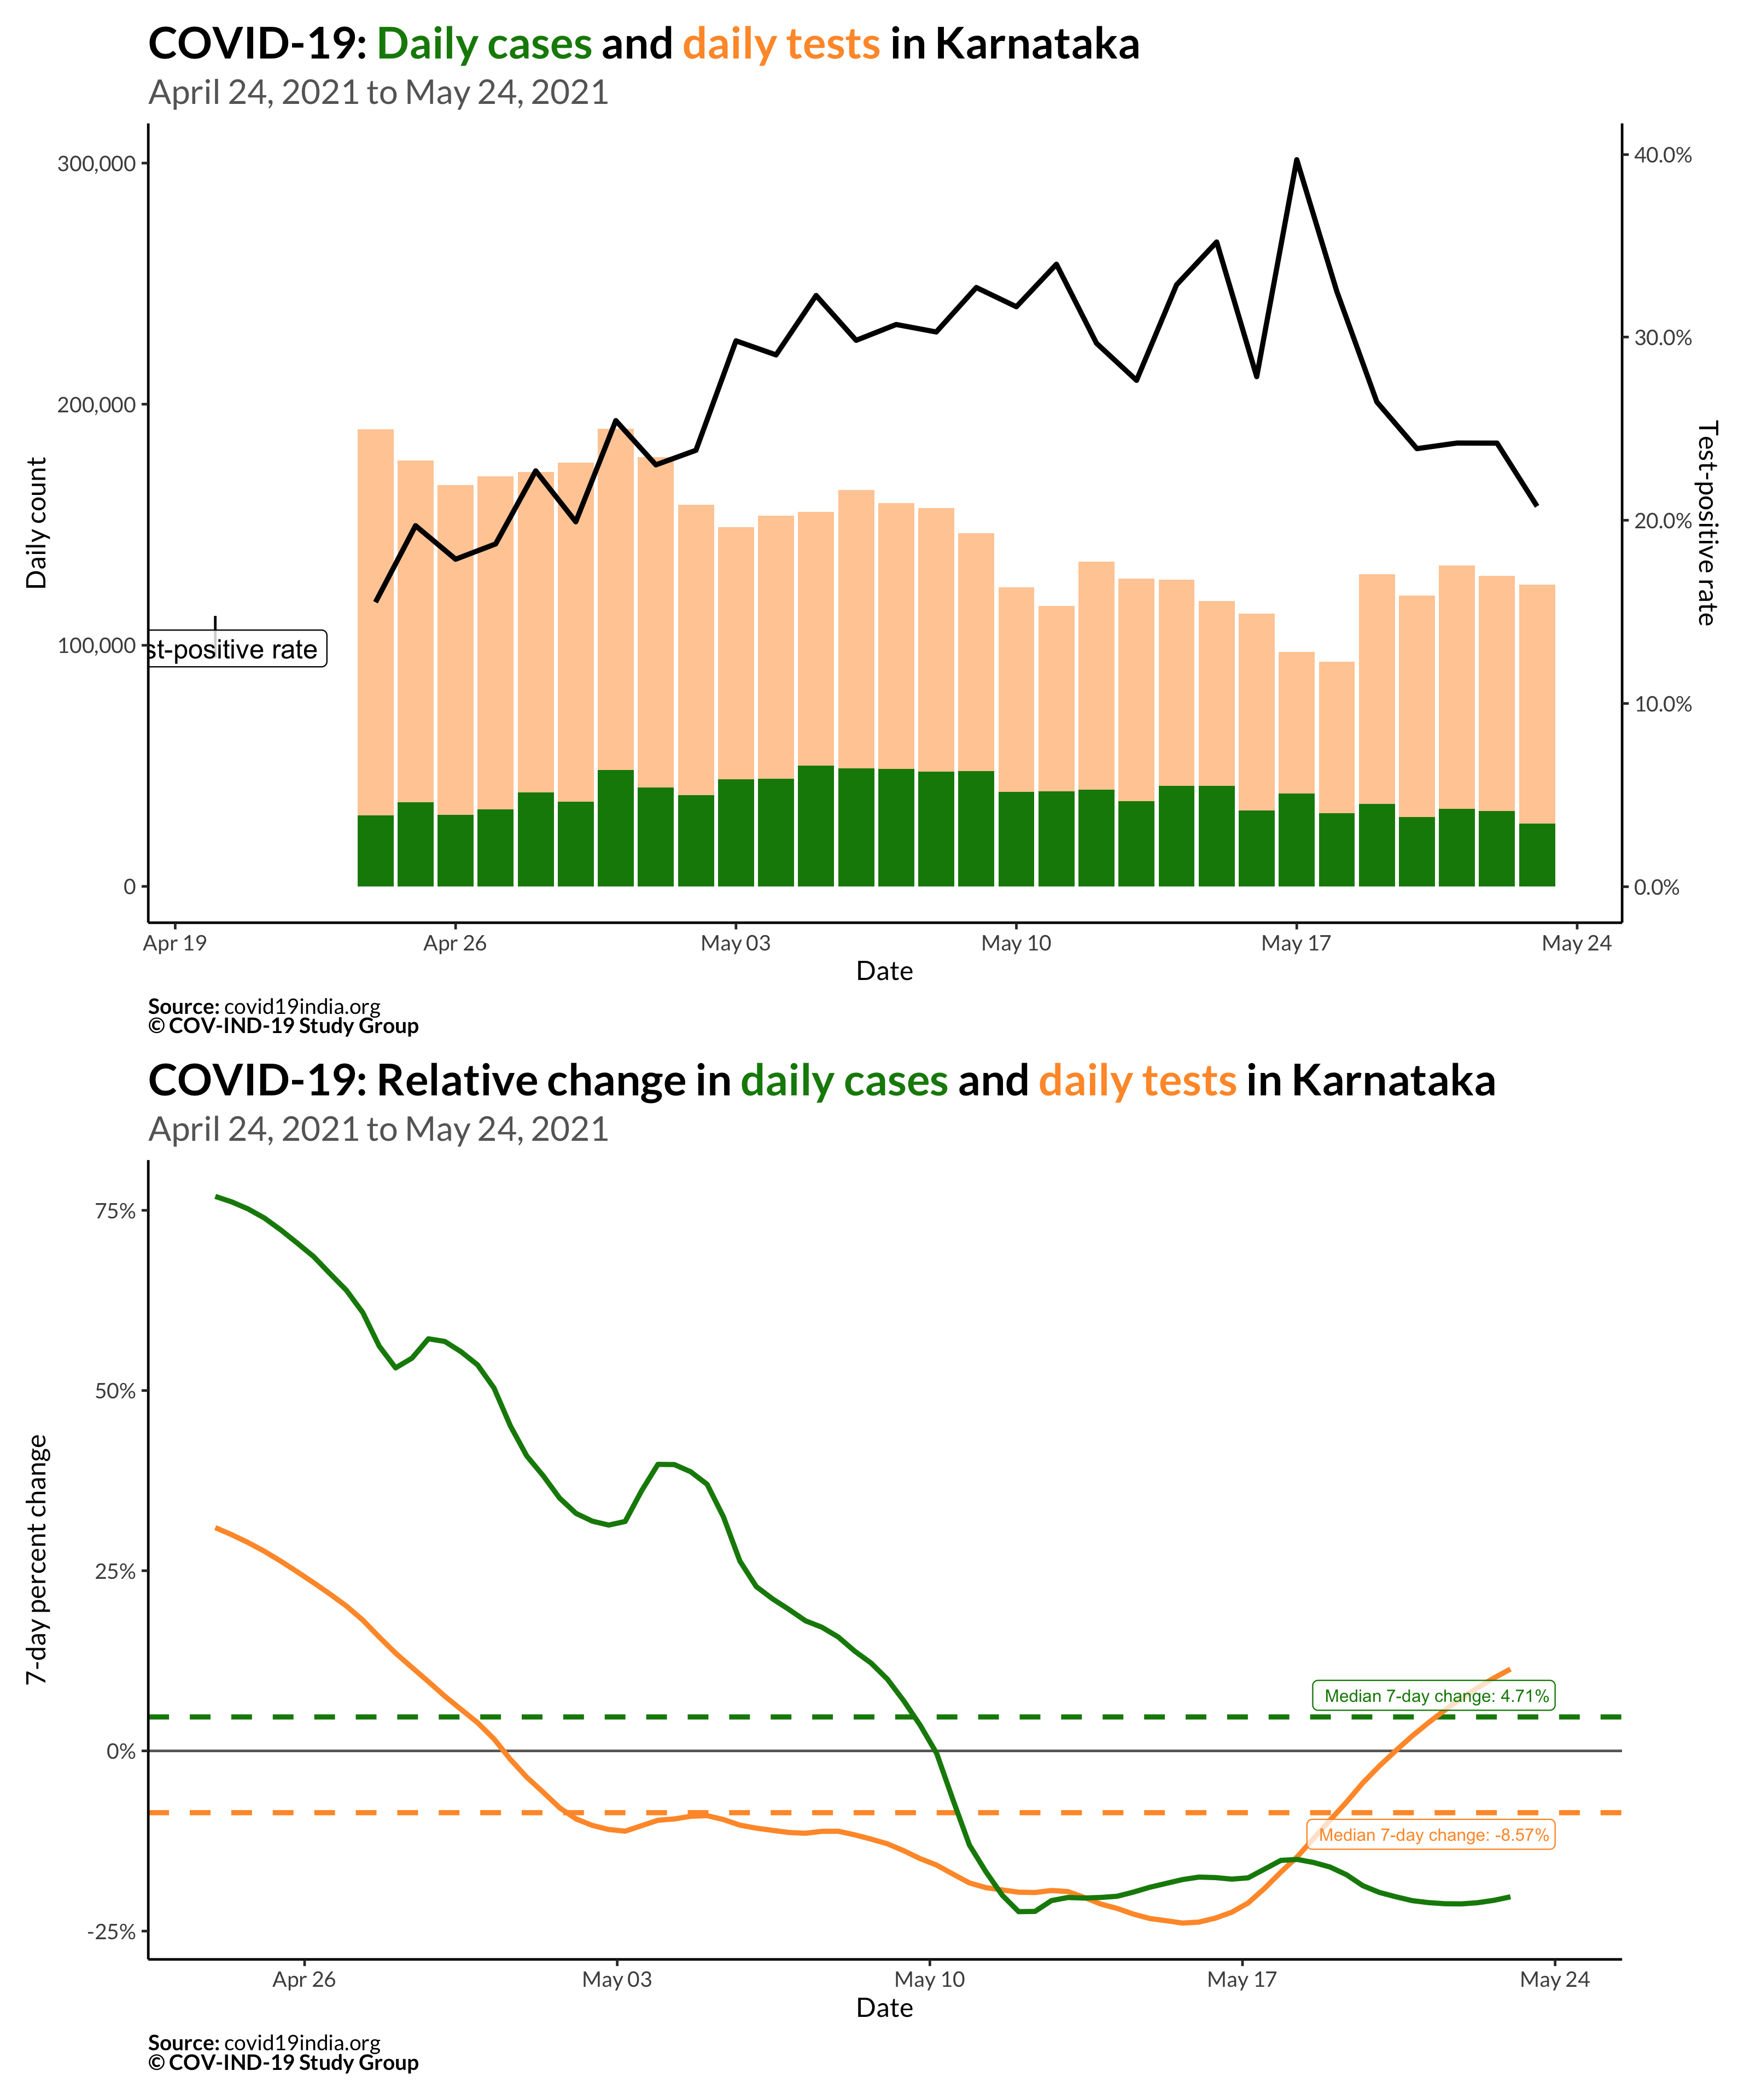 COVID-19: Daily cases and daily tests in Karnataka
April 24, 2021 to May 24, 2021
300,000
200,000
100,000
0
Daily count
40.0%
30.0%
20.0%
10.0%
0.0%
Test-positive rate
st-positive rate
Apr 19
Apr 26
May 03
May 10
May 17
May 24
Date
Source: covid19india.org
© COV-IND-19 Study Group
COVID-19: Relative change in daily cases and daily tests in Karnataka
April 24, 2021 to May 24, 2021
75%
50%
25%
0%
-25%
7-day percent change
Median 7-day change: 4.71%
Median 7-day change: -8.57%
Apr 26
May 03
May 10
May 17
May 24
Date
Source: covid19india.org
© COV-IND-19 Study Group